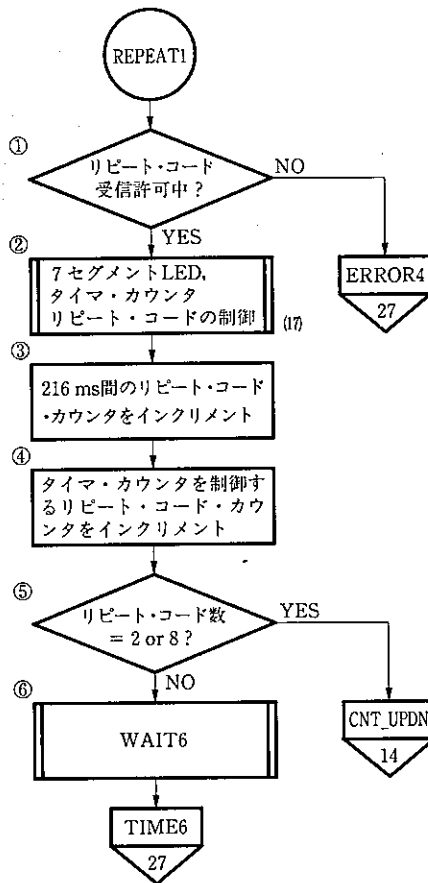 REPEAT1
①
リピート・コード
受信許可中?
NO
YES
ERROR4
27
②
7セグメントLED,
タイマ・カウンタ
リピート・コードの制御
(17)
③
216 ms間のリピート・コード
・カウンタをインクリメント
④
タイマ・カウンタを制御す
るリピート・コード・カウ
ンタをインクリメント
⑤
リピート・コード数
= 2 or 8 ?
YES
NO
CNT_UPDN
14
⑥
WAIT6
TIME6
27